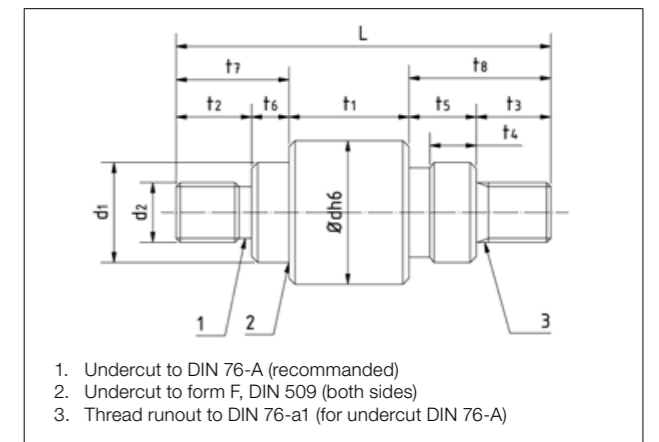 L
t7
t8
t2
t6
t1
t5
t3
t4
d1
d2
Ødh6
1
2
3
1. Undercut to DIN 76-A (recommanded)
2. Undercut to form F, DIN 509 (both sides)
3. Thread runout to DIN 76-a1 (for undercut DIN 76-A)